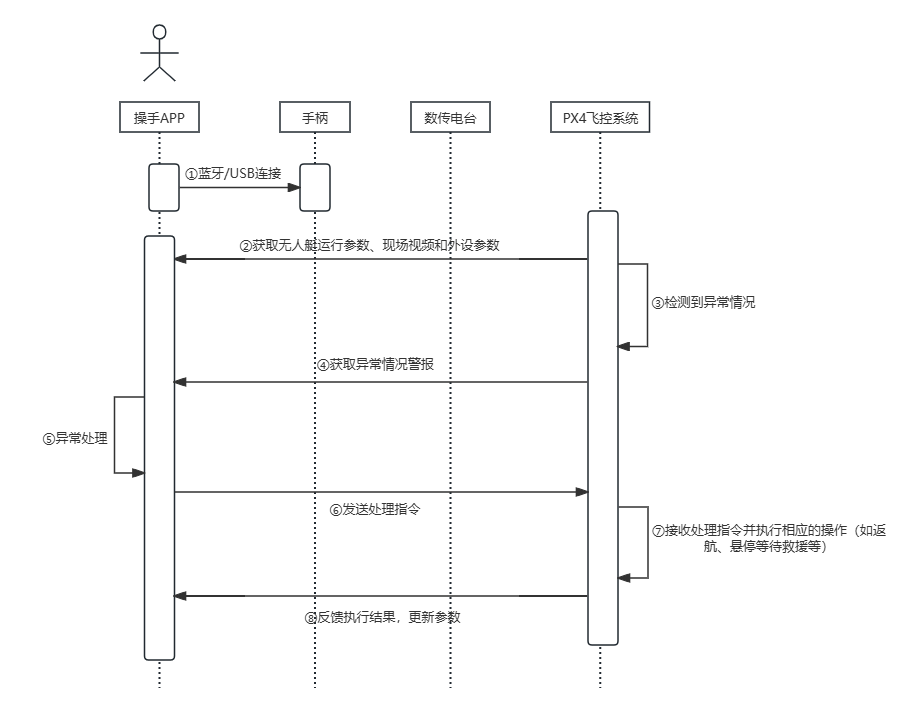 操手APP
手柄
数传电台
PX4飞控系统
①蓝牙/USB连接
②获取无人艇运行参数、现场视频和外设参数
③检测到异常情况
④获取异常情况警报
⑤异常处理
⑥发送处理指令
⑦接收处理指令并执行相应的操作（如返
航、悬停等待救援等）
⑧反馈执行结果，更新参数